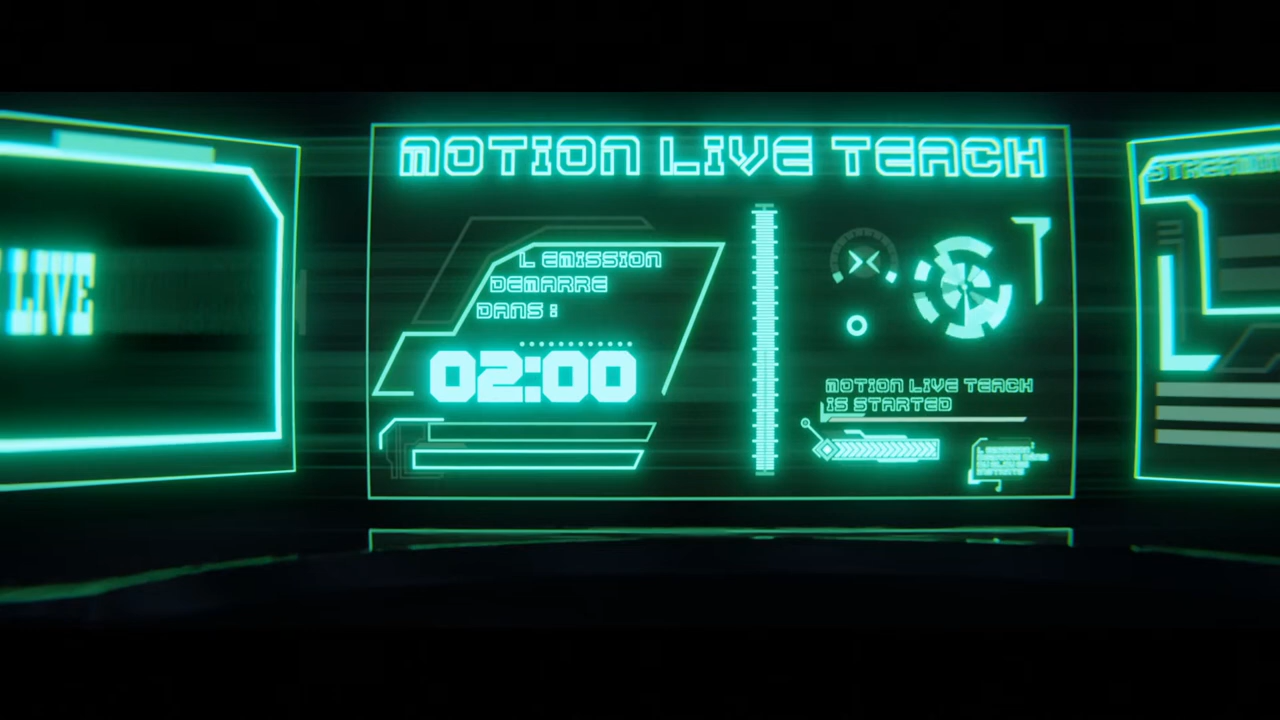 MOTION LIVE TEACH
LIVE
L EMISSION
DEMARRE
DANS :
02:00
MOTION LIVE TEACH
IS STARTED